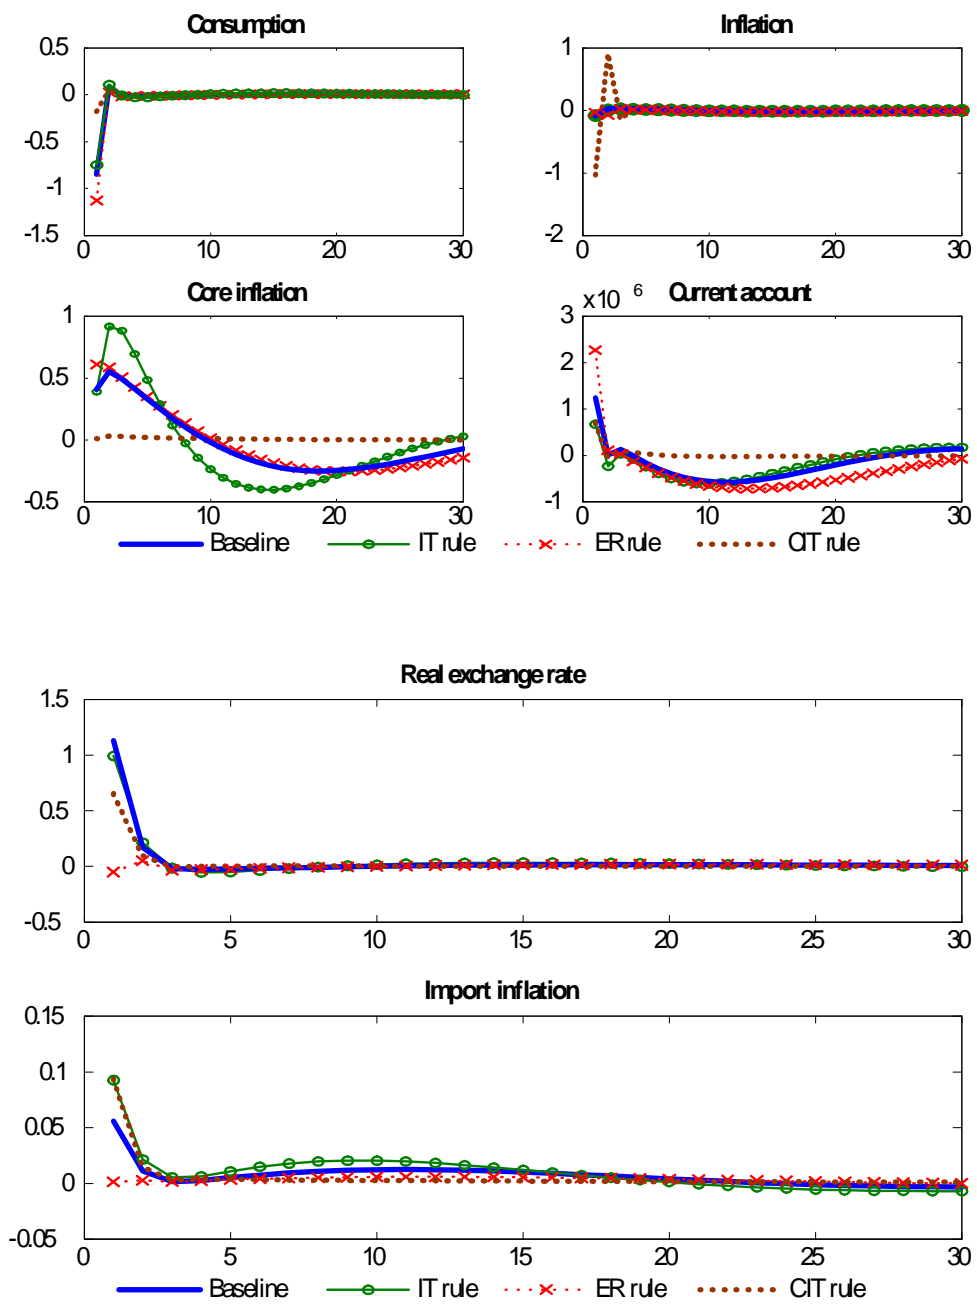 Consumption
Inflation
0.5
0
-0.5
-1
-1.5
0 10 20 30
1
0
-1
-2
0 10 20 30
Core inflation
1
0.5
0
-0.5
0 10 20 30
x10 6
Current account
3
2
1
0
-1
0 10 20 30
Baseline IT rule ER rule CIT rule
Real exchange rate
1.5
1
0.5
0
-0.5
0 5 10 15 20 25 30
Import inflation
0.15
0.1
0.05
0
-0.05
0 5 10 15 20 25 30
Baseline IT rule ER rule CIT rule